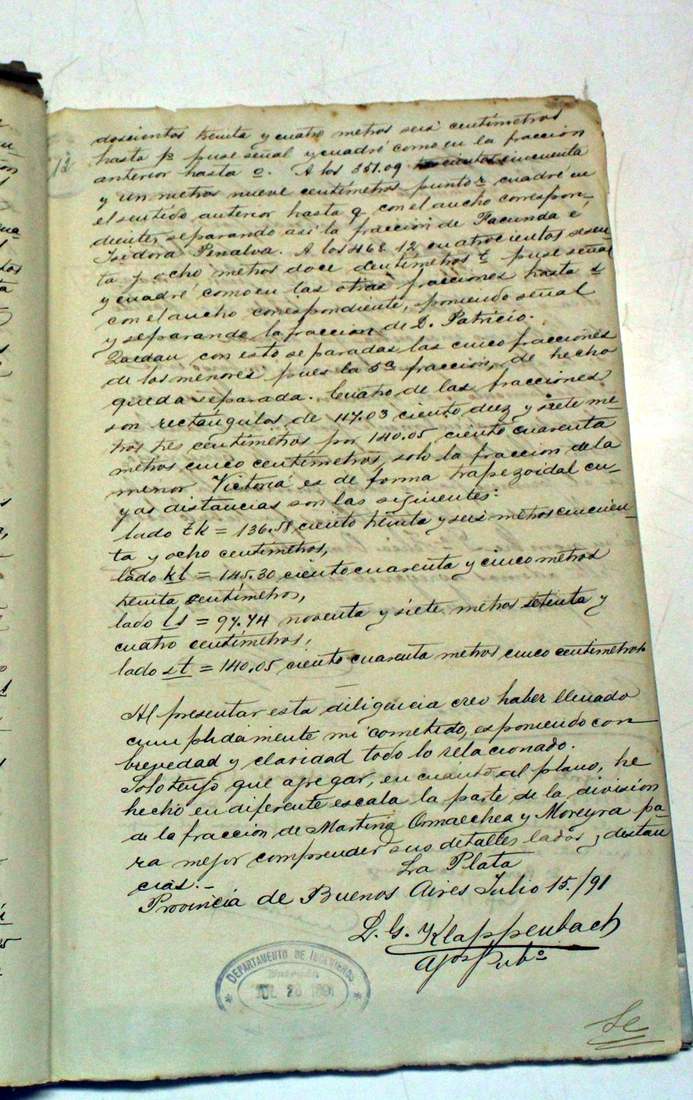 doscientos treinta y cuatro metros seis centímetros
hasta p puse señal y cuadré como en la fraccion
anterior hasta o. A los 351.09 cincuenta
y un metros nueve centímetros punto r cuadré en
el sentido anterior hasta q con el ancho correspon-
diente, separando así la fraccion de Facunda e
Isidora Peñalva. A los 468.12 cuatrocientos sesen-
ta y ocho metros doce centímetros t puse señal
y cuadré como en las otras fracciones hasta s
con el ancho correspondiente, poniendo señal
y separando la fraccion de D. Patricio.
Quedan con esto separadas las cinco fracciones
de los menores pues la 5ª fraccion, de hecho
queda separada. Cuatro de las fracciones
son rectángulos de 117.03 ciento diez y siete me-
tros tres centímetros por 140.05 ciento cuarenta
metros cinco centímetros, solo la fraccion de la
menor Victoria es de forma trapezoidal cu-
yas distancias son las siguientes:
lado tk = 136.58 ciento treinta y seis metros cincuen-
ta y ocho centímetros,
lado kl = 145.30 ciento cuarenta y cinco metros
treinta centímetros,
lado ls = 97.74 noventa y siete metros setenta y
cuatro centímetros,
lado st = 140.05 ciento cuarenta metros cinco centímetros.
Al presentar esta diligencia creo haber llenado
cumplidamente mi cometido, esponiendo con
brevedad y claridad todo lo relacionado.
Solo tengo que agregar, en cuanto al plano, he
hecho en diferente escala la parte de la división
de la fraccion de Martina Ormaechea y Moreyra pa-
ra mejor comprender sus detalles lados y distan
cias.-
La Plata
Provincia de Buenos Aires Julio 15/91
D. G. Klappenbach
DEPARTAMENTO DE INGENIEROS
JUL 20 1891